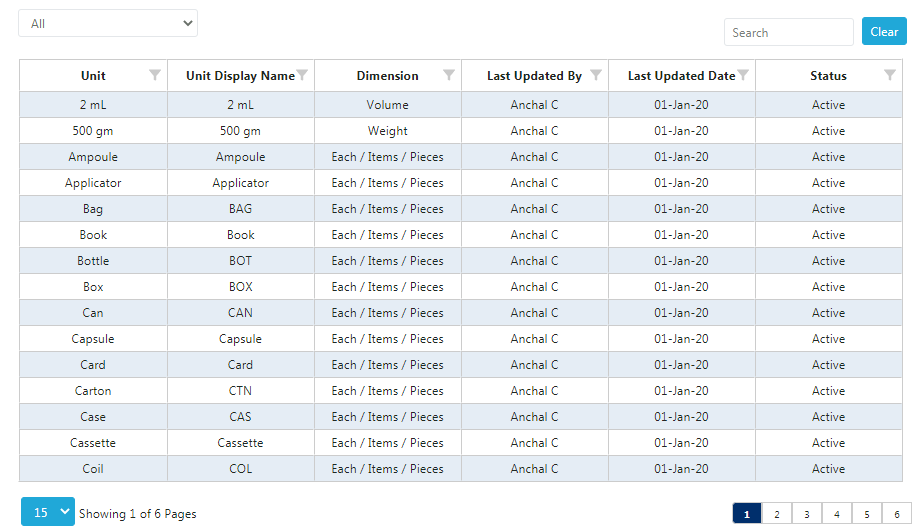 All
Search Clear
Unit Unit Display Name Dimension Last Updated By Last Updated Date Status
2 mL 2 mL Volume Anchal C 01-Jan-20 Active
500 gm 500 gm Weight Anchal C 01-Jan-20 Active
Ampoule Ampoule Each / Items / Pieces Anchal C 01-Jan-20 Active
Applicator Applicator Each / Items / Pieces Anchal C 01-Jan-20 Active
Bag BAG Each / Items / Pieces Anchal C 01-Jan-20 Active
Book Book Each / Items / Pieces Anchal C 01-Jan-20 Active
Bottle BOT Each / Items / Pieces Anchal C 01-Jan-20 Active
Box BOX Each / Items / Pieces Anchal C 01-Jan-20 Active
Can CAN Each / Items / Pieces Anchal C 01-Jan-20 Active
Capsule Capsule Each / Items / Pieces Anchal C 01-Jan-20 Active
Card Card Each / Items / Pieces Anchal C 01-Jan-20 Active
Carton CTN Each / Items / Pieces Anchal C 01-Jan-20 Active
Case CAS Each / Items / Pieces Anchal C 01-Jan-20 Active
Cassette Cassette Each / Items / Pieces Anchal C 01-Jan-20 Active
Coil COL Each / Items / Pieces Anchal C 01-Jan-20 Active
15 Showing 1 of 6 Pages 1 2 3 4 5 6